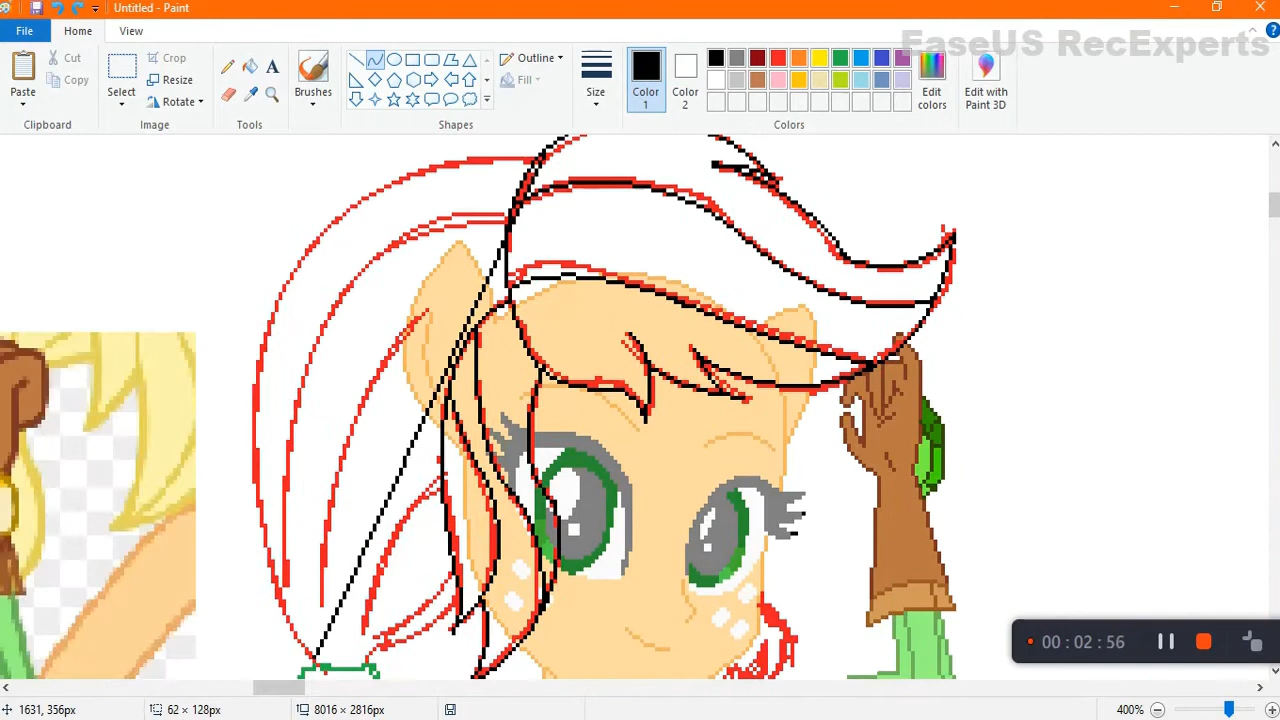 Untitled - Paint
File Home View
EaseUS RecExperts
Paste
Cut
Copy
Clipboard
Select
Crop
Resize
Rotate
Image
A
Tools
Brushes
Outline
Fill
Shapes
Size
Color 1
Color 2
Edit colors
Edit with Paint 3D
Colors
00:02:56
1631, 356px 62 × 128px 8016 × 2816px 400%